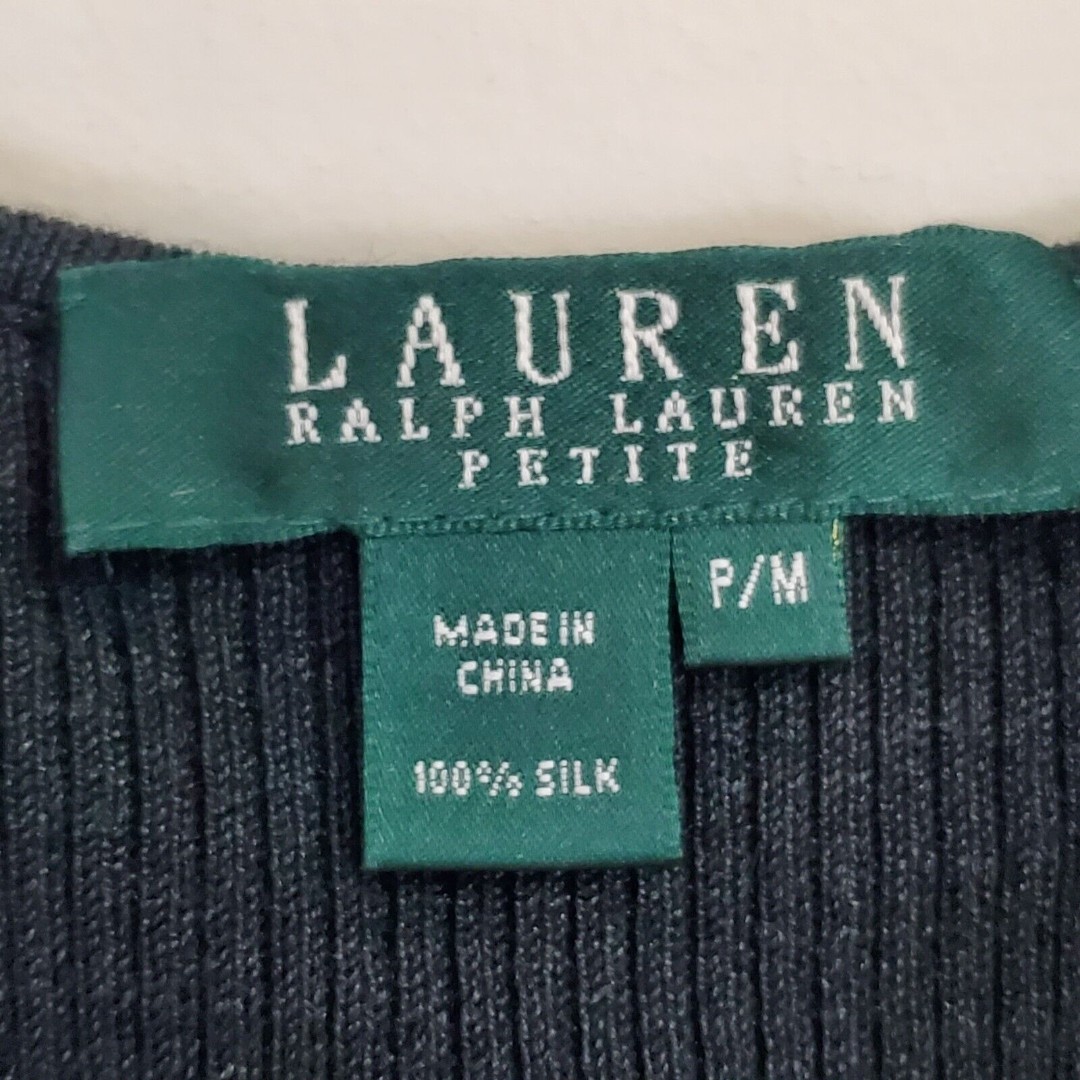 LAUREN
RALPH LAUREN
PETITE
P/M
MADE IN
CHINA
100% SILK